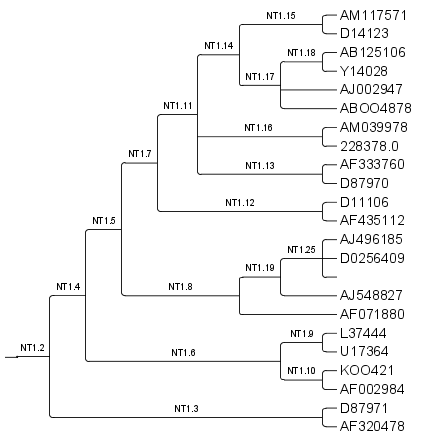 NT1.15 AM117571
D14123
NT1.14
NT1.18 AB125106
Y14028
NT1.17
AJ002947
NT1.11
ABOO4878
NT1.16 AM039978
228378.0
NT1.7
NT1.13 AF333760
D87970
NT1.12 D11106
AF435112
NT1.5
AJ496185
NT1.25
D0256409
NT1.19
NT1.4
NT1.8 AJ548827
AF071880
NT1.9 L37444
U17364
NT1.2
NT1.6
NT1.10 KOO421
AF002984
NT1.3 D87971
AF320478